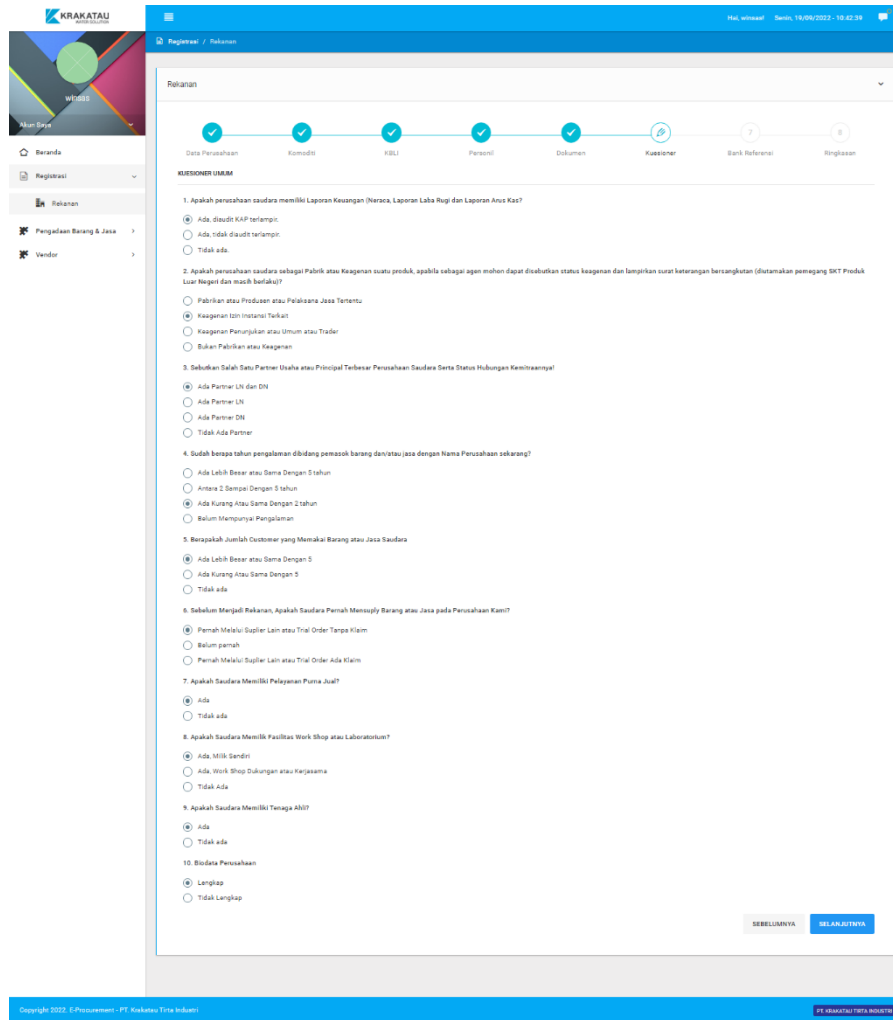 KRAKATAU
WATER SOLUTION
Hai, winsas! Senin, 19/09/2022 - 10:42:39
Registrasi / Rekanan
winsas
Akun Saya
Beranda
Registrasi
Rekanan
Pengadaan Barang & Jasa
Vendor
Rekanan
Data Perusahaan Komoditi KBLI Personil Dokumen Kuesioner 7 Bank Referensi 8 Ringkasan
KUESIONER UMUM
1. Apakah perusahaan saudara memiliki Laporan Keuangan (Neraca, Laporan Laba Rugi dan Laporan Arus Kas?
Ada, diaudit KAP terlampir.
Ada, tidak diaudit terlampir.
Tidak ada.
2. Apakah perusahaan saudara sebagai Pabrik atau Keagenan suatu produk, apabila sebagai agen mohon dapat disebutkan status keagenan dan lampirkan surat keterangan bersangkutan (diutamakan pemegang SKT Produk
Luar Negeri dan masih berlaku)?
Pabrikan atau Produsen atau Pelaksana Jasa Tertentu
Keagenan Izin Instansi Terkait
Keagenan Penunjukan atau Umum atau Trader
Bukan Pabrikan atau Keagenan
3. Sebutkan Salah Satu Partner Usaha atau Principal Terbesar Perusahaan Saudara Serta Status Hubungan Kemitraannya!
Ada Partner LN dan DN
Ada Partner LN
Ada Partner DN
Tidak Ada Partner
4. Sudah berapa tahun pengalaman dibidang pemasok barang dan/atau jasa dengan Nama Perusahaan sekarang?
Ada Lebih Besar atau Sama Dengan 5 tahun
Antara 2 Sampai Dengan 5 tahun
Ada Kurang Atau Sama Dengan 2 tahun
Belum Mempunyai Pengalaman
5. Berapakah Jumlah Customer yang Memakai Barang atau Jasa Saudara
Ada Lebih Besar atau Sama Dengan 5
Ada Kurang Atau Sama Dengan 5
Tidak ada
6. Sebelum Menjadi Rekanan, Apakah Saudara Pernah Mensuply Barang atau Jasa pada Perusahaan Kami?
Pernah Melalui Suplier Lain atau Trial Order Tanpa Klaim
Belum pernah
Pernah Melalui Suplier Lain atau Trial Order Ada Klaim
7. Apakah Saudara Memiliki Pelayanan Purna Jual?
Ada
Tidak ada
8. Apakah Saudara Memilik Fasilitas Work Shop atau Laboratorium?
Ada, Milik Sendiri
Ada, Work Shop Dukungan atau Kerjasama
Tidak Ada
9. Apakah Saudara Memiliki Tenaga Ahli?
Ada
Tidak ada
10. Biodata Perusahaan
Lengkap
Tidak Lengkap
SEBELUMNYA SELANJUTNYA
Copyright 2022. E-Procurement - PT. Krakatau Tirta Industri
PT. KRAKATAU TIRTA INDUSTRI